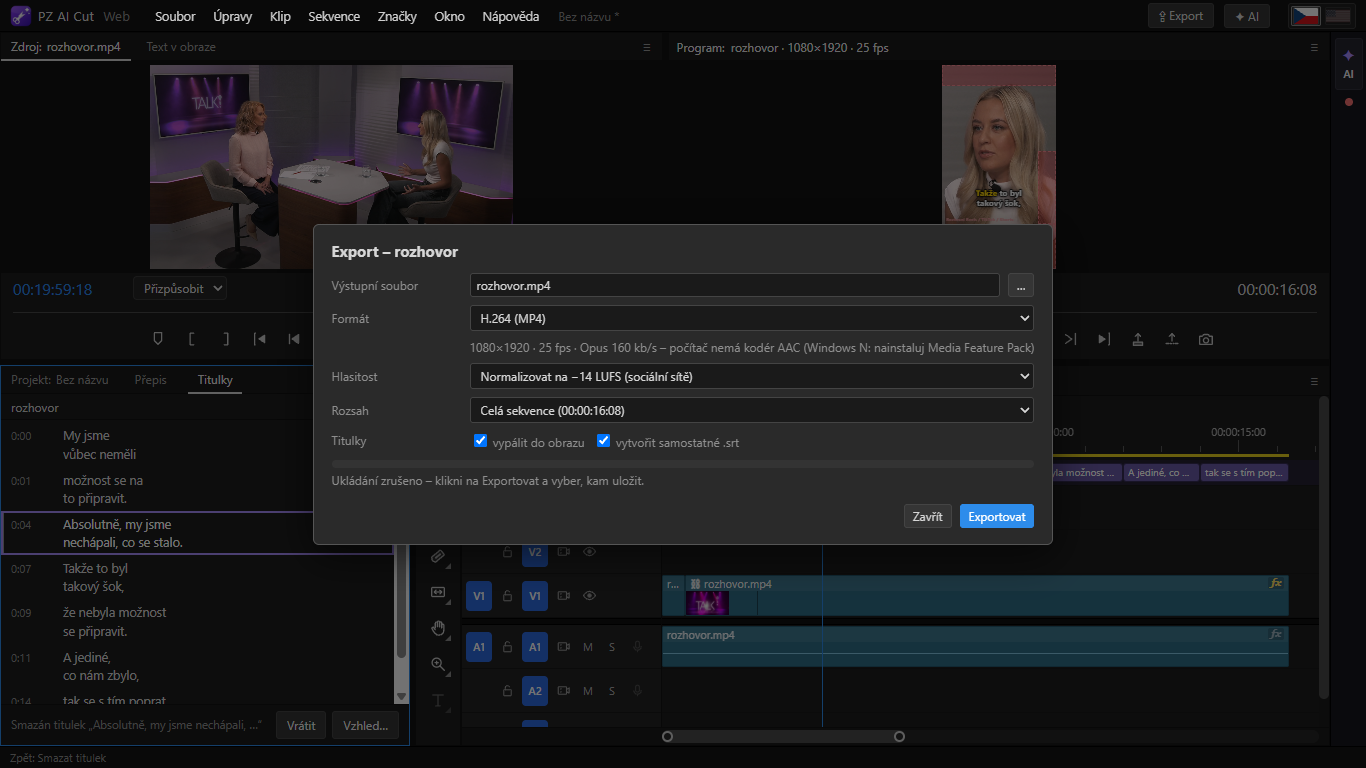 PZ AI Cut Web
Soubor Úpravy Klip Sekvence Značky Okno Nápověda Bez názvu *
Export
AI
Zdroj: rozhovor.mp4
Text v obraze
Program: rozhovor · 1080×1920 · 25 fps
AI
TALK!
Takže to byl
takový šok,
Export – rozhovor
Výstupní soubor
rozhovor.mp4
...
Formát
H.264 (MP4)
1080×1920 · 25 fps · Opus 160 kb/s – počítač nemá kodér AAC (Windows N: nainstaluj Media Feature Pack)
Hlasitost
Normalizovat na −14 LUFS (sociální sítě)
Rozsah
Celá sekvence (00:00:16:08)
Titulky
vypálit do obrazu
vytvořit samostatné .srt
Ukládání zrušeno – klikni na Exportovat a vyber, kam uložit.
Zavřít
Exportovat
00:19:59:18
Přizpůsobit
00:00:16:08
Projekt: Bez názvu
Přepis
Titulky
rozhovor
0:00
My jsme
vůbec neměli
0:01
možnost se na
to připravit.
0:04
Absolutně, my jsme
nechápali, co se stalo.
0:07
Takže to byl
takový šok,
0:09
že nebyla možnost
se připravit.
0:11
A jediné,
co nám zbylo,
0:14
tak se s tím poprat
Smazán titulek „Absolutně, my jsme nechápali, ...“
Vrátit
Vzhled...
Zpět: Smazat titulek
00:00:15:00
yla možnost ...
A jediné, co ...
tak se s tím pop...
V2
V1
V1
r...
rozhovor.mp4
fx
TALK!
A1
A1
M
S
rozhovor.mp4
fx
A2
M
S
T